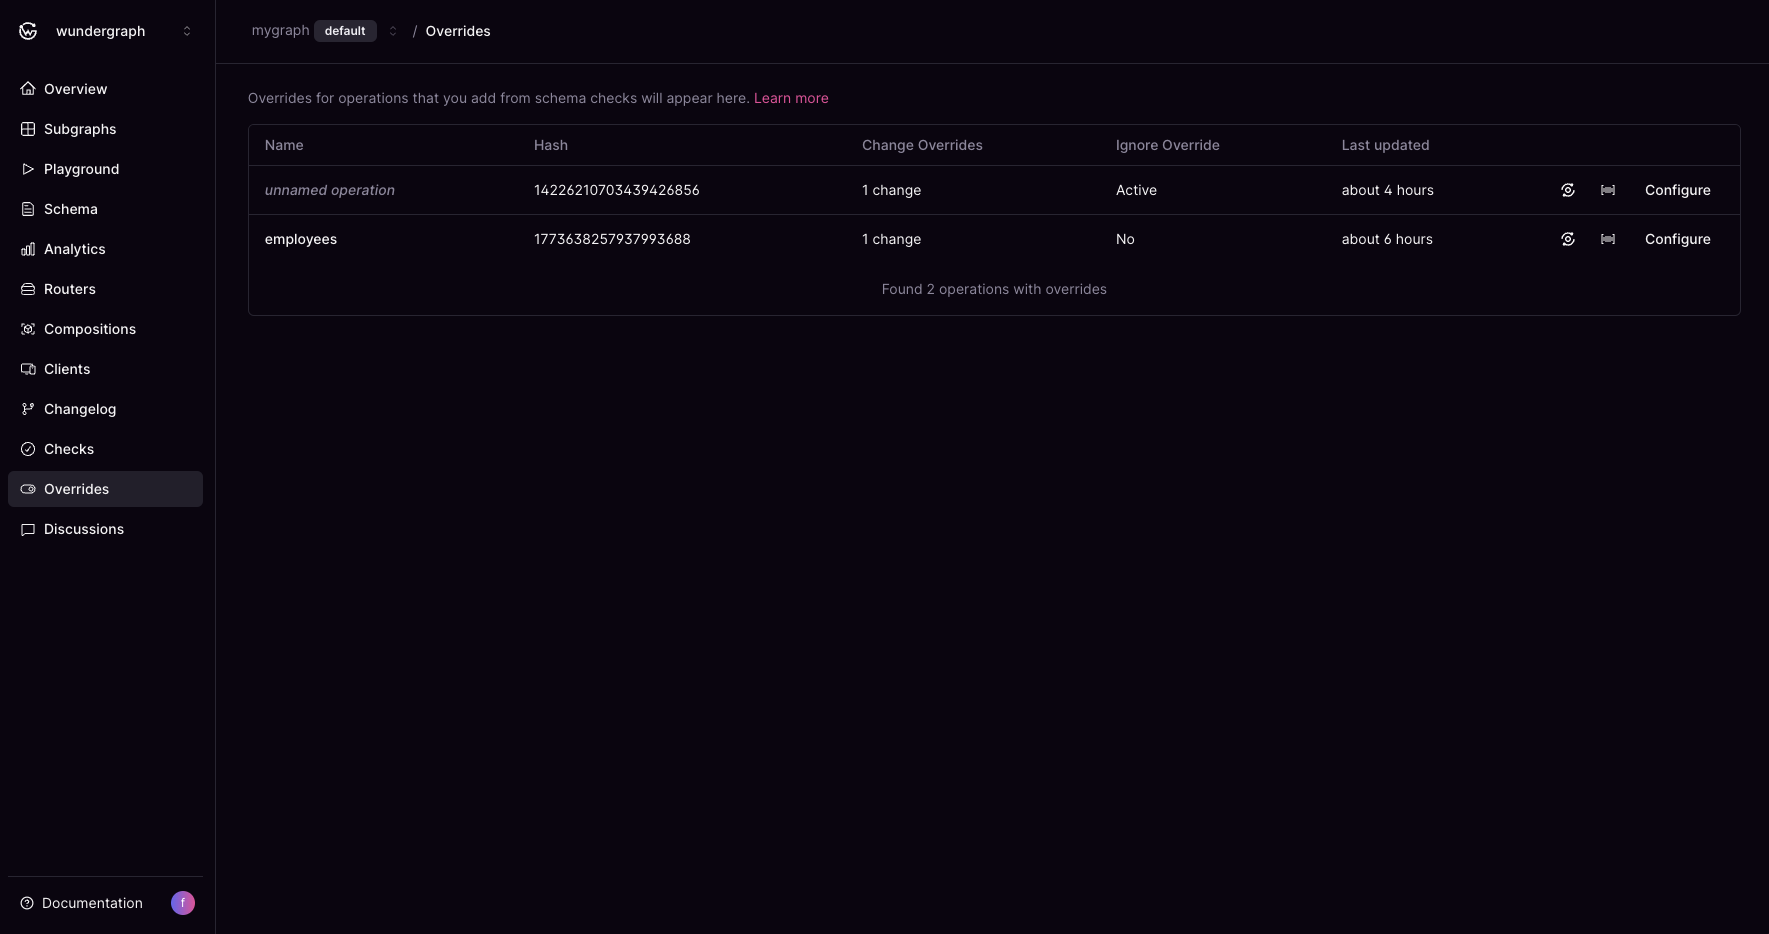 wundergraph
mygraph default / Overrides
Overview
Subgraphs
Playground
Schema
Analytics
Routers
Compositions
Clients
Changelog
Checks
Overrides
Discussions
Documentation f
Overrides for operations that you add from schema checks will appear here. Learn more
Name Hash Change Overrides Ignore Override Last updated
unnamed operation 14226210703439426856 1 change Active about 4 hours Configure
employees 1773638257937993688 1 change No about 6 hours Configure
Found 2 operations with overrides